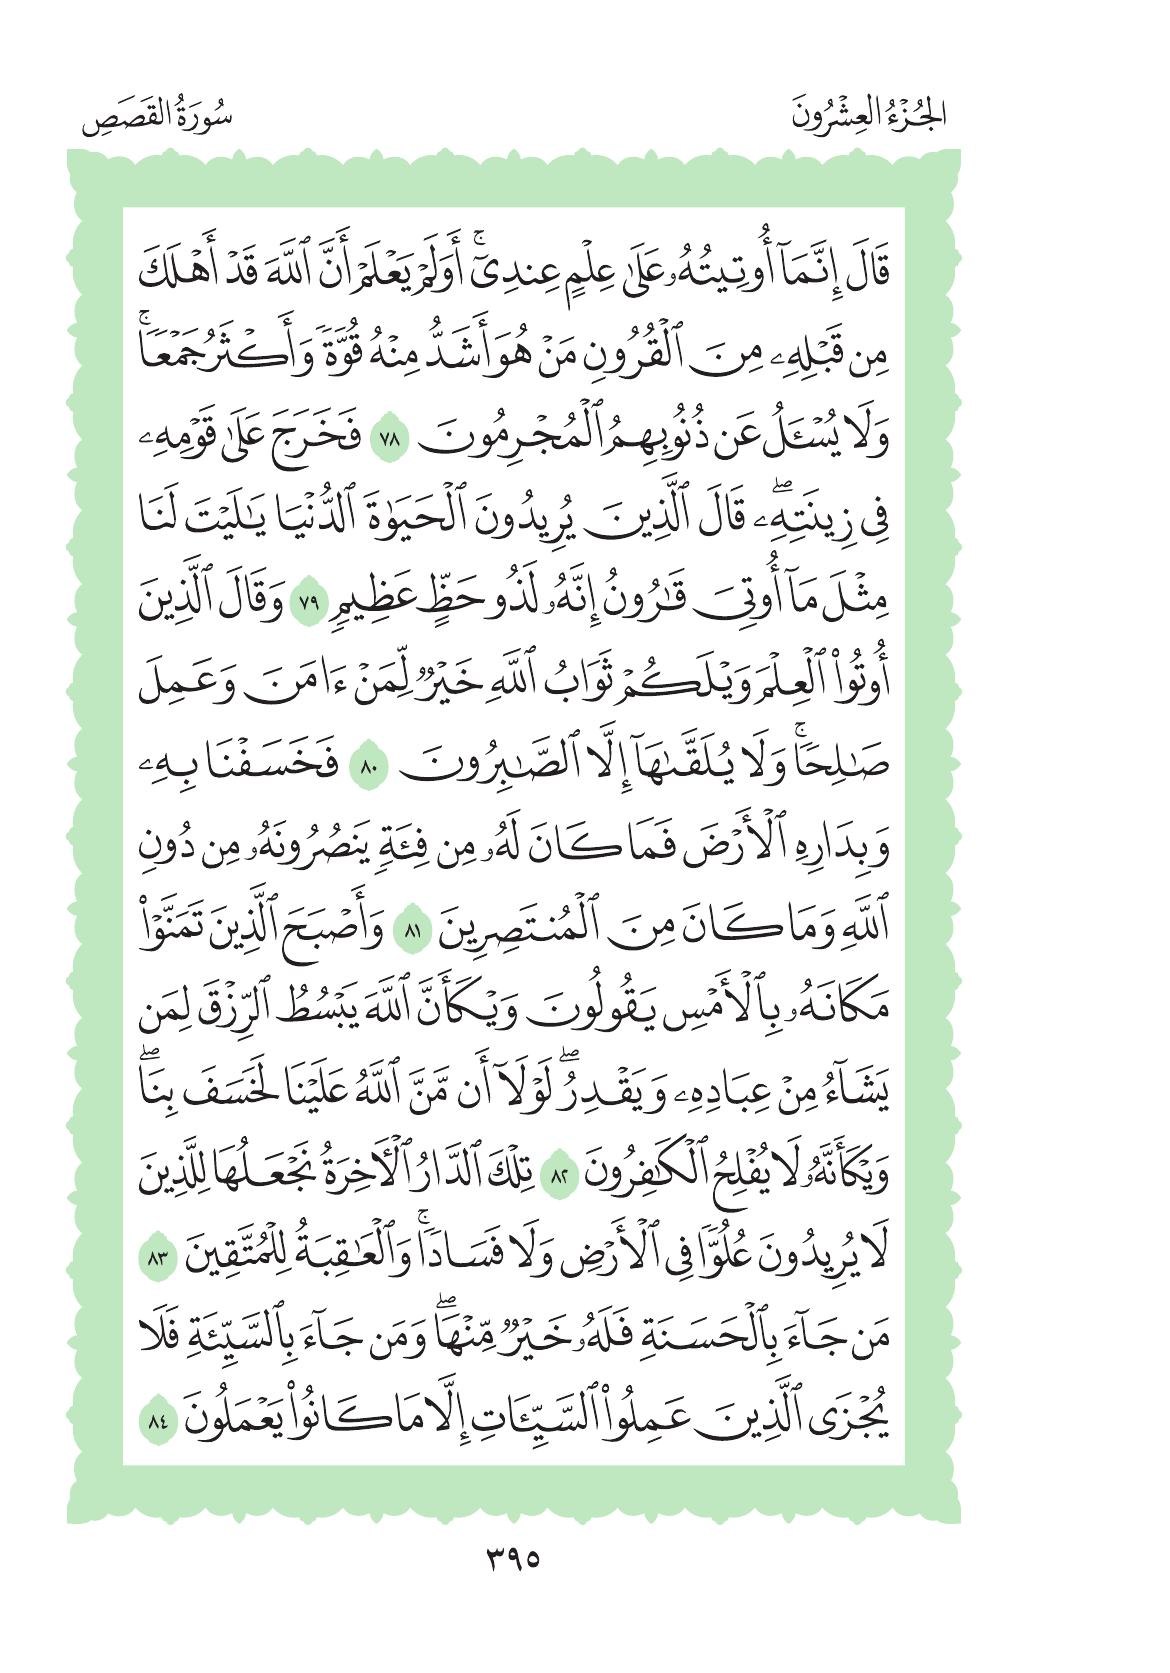 الجُزْءُ العِشْرُونَ
سُورَةُ القَصَصِ
قَالَ إِنَّمَآ أُوتِيتُهُۥ عَلَىٰ عِلْمٍ عِندِىٓۚ أَوَلَمْ يَعْلَمْ أَنَّ ٱللَّهَ قَدْ أَهْلَكَ
مِن قَبْلِهِۦ مِنَ ٱلْقُرُونِ مَنْ هُوَ أَشَدُّ مِنْهُ قُوَّةً وَأَكْثَرُ جَمْعًاۚ
وَلَا يُسْـَٔلُ عَن ذُنُوبِهِمُ ٱلْمُجْرِمُونَ ٧٨ فَخَرَجَ عَلَىٰ قَوْمِهِۦ
فِى زِينَتِهِۦۖ قَالَ ٱلَّذِينَ يُرِيدُونَ ٱلْحَيَوٰةَ ٱلدُّنْيَا يَـٰلَيْتَ لَنَا
مِثْلَ مَآ أُوتِىَ قَـٰرُونُ إِنَّهُۥ لَذُو حَظٍّ عَظِيمٍ ٧٩ وَقَالَ ٱلَّذِينَ
أُوتُوا۟ ٱلْعِلْمَ وَيْلَكُمْ ثَوَابُ ٱللَّهِ خَيْرٌ لِّمَنْ ءَامَنَ وَعَمِلَ
صَـٰلِحًاۚ وَلَا يُلَقَّىٰهَآ إِلَّا ٱلصَّـٰبِرُونَ ٨٠ فَخَسَفْنَا بِهِۦ
وَبِدَارِهِ ٱلْأَرْضَ فَمَا كَانَ لَهُۥ مِن فِئَةٍ يَنصُرُونَهُۥ مِن دُونِ
ٱللَّهِ وَمَا كَانَ مِنَ ٱلْمُنتَصِرِينَ ٨١ وَأَصْبَحَ ٱلَّذِينَ تَمَنَّوْا۟
مَكَانَهُۥ بِٱلْأَمْسِ يَقُولُونَ وَيْكَأَنَّ ٱللَّهَ يَبْسُطُ ٱلرِّزْقَ لِمَن
يَشَآءُ مِنْ عِبَادِهِۦ وَيَقْدِرُۖ لَوْلَآ أَن مَّنَّ ٱللَّهُ عَلَيْنَا لَخَسَفَ بِنَاۖ
وَيْكَأَنَّهُۥ لَا يُفْلِحُ ٱلْكَـٰفِرُونَ ٨٢ تِلْكَ ٱلدَّارُ ٱلْـَٔاخِرَةُ نَجْعَلُهَا لِلَّذِينَ
لَا يُرِيدُونَ عُلُوًّا فِى ٱلْأَرْضِ وَلَا فَسَادًاۚ وَٱلْعَـٰقِبَةُ لِلْمُتَّقِينَ ٨٣
مَن جَآءَ بِٱلْحَسَنَةِ فَلَهُۥ خَيْرٌ مِّنْهَاۖ وَمَن جَآءَ بِٱلسَّيِّئَةِ فَلَا
يُجْزَى ٱلَّذِينَ عَمِلُوا۟ ٱلسَّيِّـَٔاتِ إِلَّا مَا كَانُوا۟ يَعْمَلُونَ ٨٤
٣٩٥